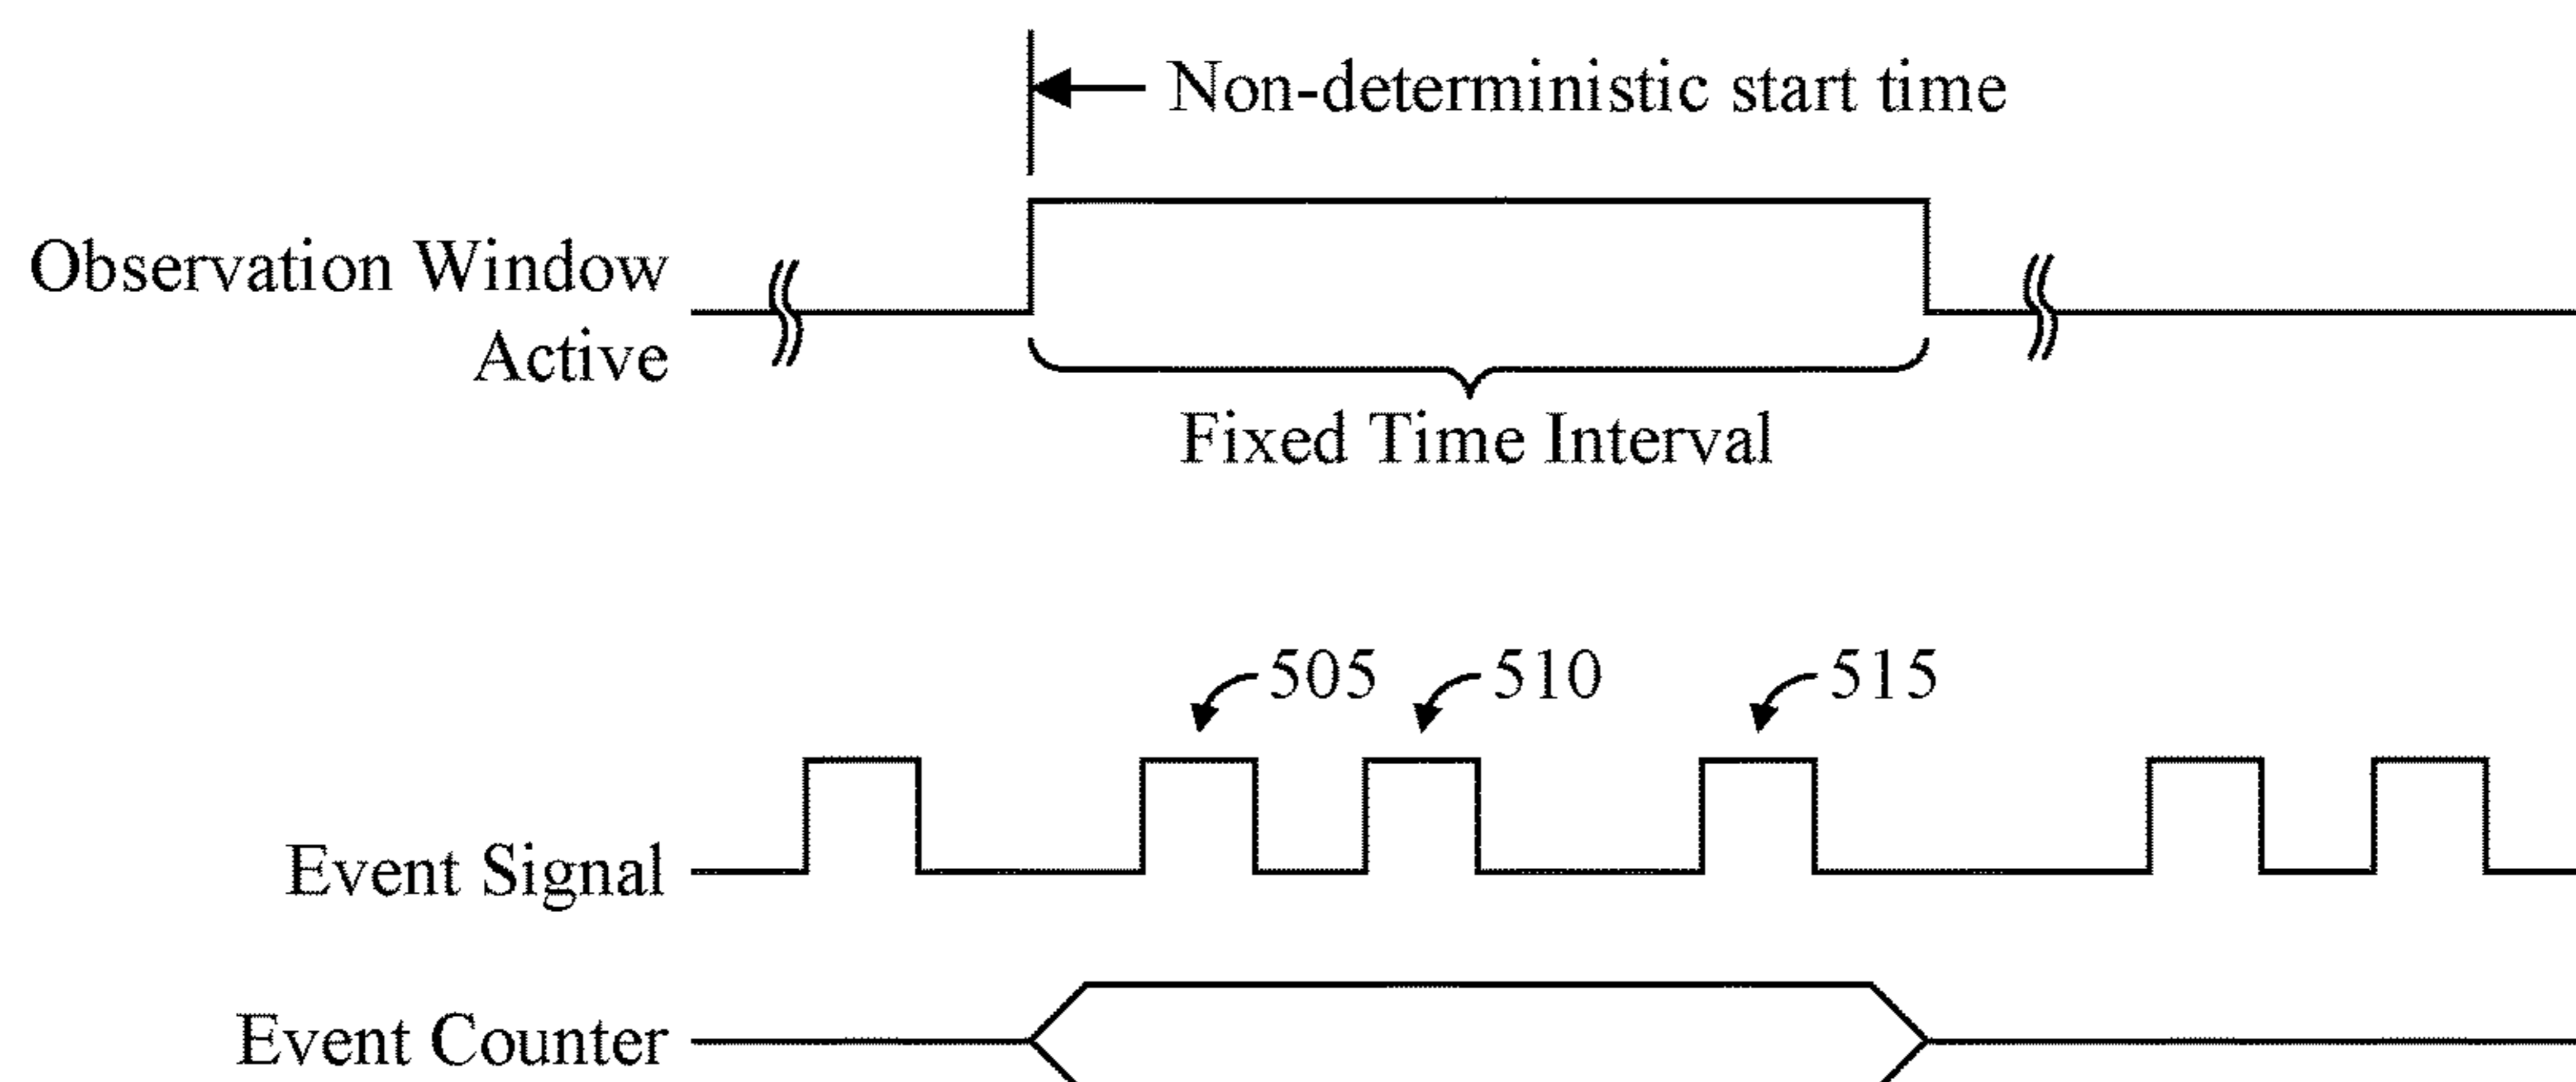 Non-deterministic start time
Observation Window
Active
Fixed Time Interval
505 510 515
Event Signal
Event Counter